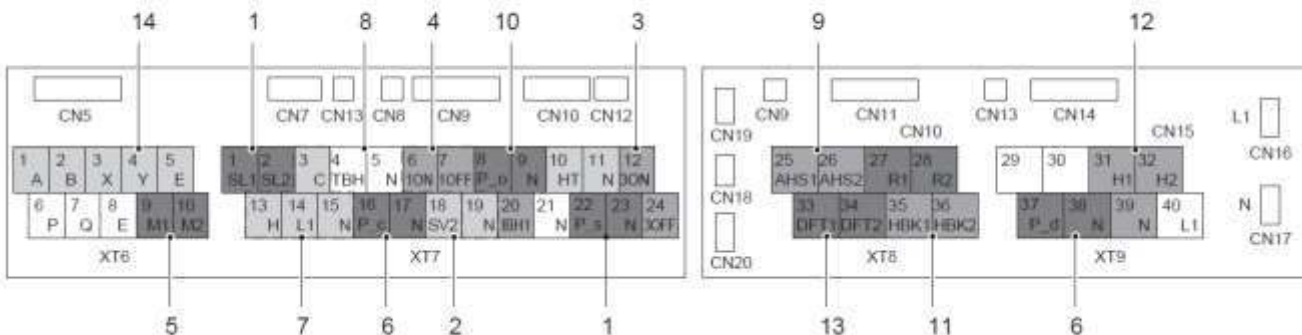 14 1 8 4 10 3 9 12
CN5 CN7 CN13 CN8 CN9 CN10 CN12 CN19 CN9 CN11 CN10 CN13 CN14 CN15 L1 CN16
1 2 3 4 5 1 2 3 4 5 6 7 8 9 10 11 12 25 26 27 28 29 30 31 32
A B X Y E SL1 SL2 C TBH N 1ON 1OFF P_o N HT N 3ON CN18 AHS1 AHS2 R1 R2 H1 H2
6 7 8 9 10 13 14 15 16 17 18 19 20 21 22 23 24 33 34 35 36 37 38 39 40
P Q E M1 M2 H L1 N P_c N SV2 N IBH1 N P_s N 3OFF DFT1 DFT2 HBK1 HBK2 P_d N N L1 N CN17
XT6 XT7 CN20 XT8 XT9
5 7 6 2 1 13 11 6